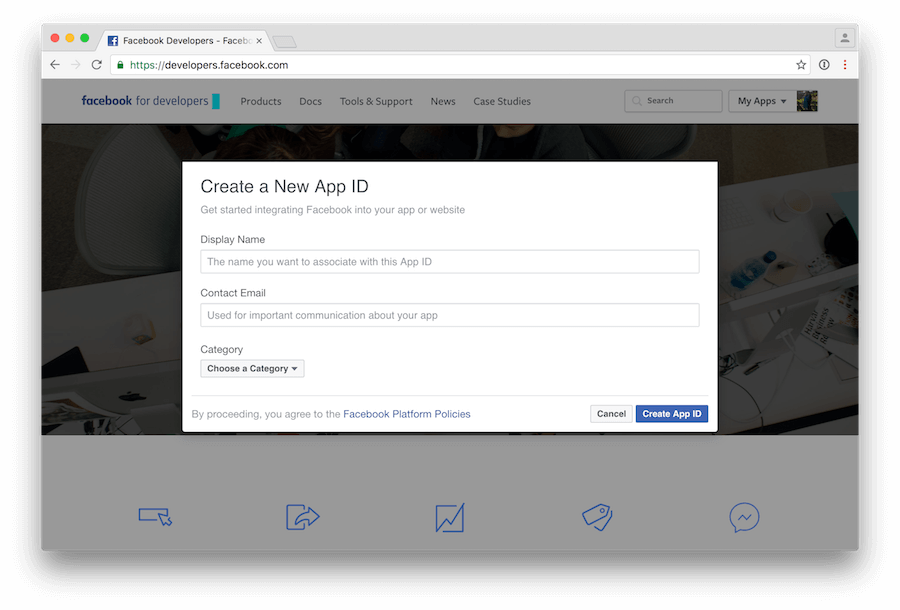 Facebook Developers - Faceb
https://developers.facebook.com
facebook for developers Products Docs Tools & Support News Case Studies Search My Apps
Create a New App ID
Get started integrating Facebook into your app or website
Display Name
The name you want to associate with this App ID
Contact Email
Used for important communication about your app
Category
Choose a Category
By proceeding, you agree to the Facebook Platform Policies Cancel Create App ID